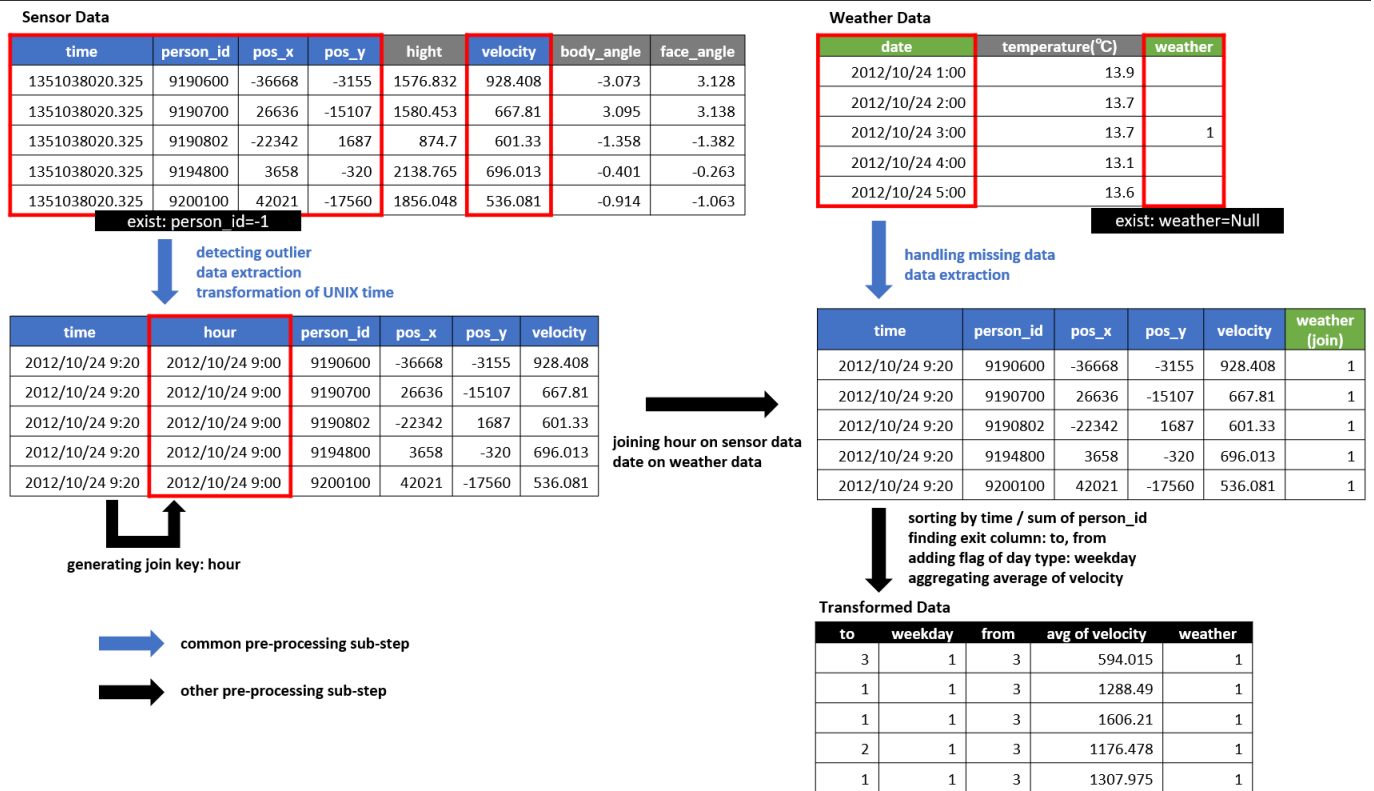 Sensor Data
time person_id pos_x pos_y hight velocity body_angle face_angle
1351038020.325 9190600 -36668 -3155 1576.832 928.408 -3.073 3.128
1351038020.325 9190700 26636 -15107 1580.453 667.81 3.095 3.138
1351038020.325 9190802 -22342 1687 874.7 601.33 -1.358 -1.382
1351038020.325 9194800 3658 -320 2138.765 696.013 -0.401 -0.263
1351038020.325 9200100 42021 -17560 1856.048 536.081 -0.914 -1.063
exist: person_id=-1
Weather Data
date temperature(℃) weather
2012/10/24 1:00 13.9
2012/10/24 2:00 13.7
2012/10/24 3:00 13.7 1
2012/10/24 4:00 13.1
2012/10/24 5:00 13.6
exist: weather=Null
detecting outlier
data extraction
transformation of UNIX time
handling missing data
data extraction
time hour person_id pos_x pos_y velocity
2012/10/24 9:20 2012/10/24 9:00 9190600 -36668 -3155 928.408
2012/10/24 9:20 2012/10/24 9:00 9190700 26636 -15107 667.81
2012/10/24 9:20 2012/10/24 9:00 9190802 -22342 1687 601.33
2012/10/24 9:20 2012/10/24 9:00 9194800 3658 -320 696.013
2012/10/24 9:20 2012/10/24 9:00 9200100 42021 -17560 536.081
generating join key: hour
joining hour on sensor data
date on weather data
time person_id pos_x pos_y velocity weather
(join)
2012/10/24 9:20 9190600 -36668 -3155 928.408 1
2012/10/24 9:20 9190700 26636 -15107 667.81 1
2012/10/24 9:20 9190802 -22342 1687 601.33 1
2012/10/24 9:20 9194800 3658 -320 696.013 1
2012/10/24 9:20 9200100 42021 -17560 536.081 1
sorting by time / sum of person_id
finding exit column: to, from
adding flag of day type: weekday
aggregating average of velocity
common pre-processing sub-step
other pre-processing sub-step
Transformed Data
to weekday from avg of velocity weather
3 1 3 594.015 1
1 1 3 1288.49 1
1 1 3 1606.21 1
2 1 3 1176.478 1
1 1 3 1307.975 1